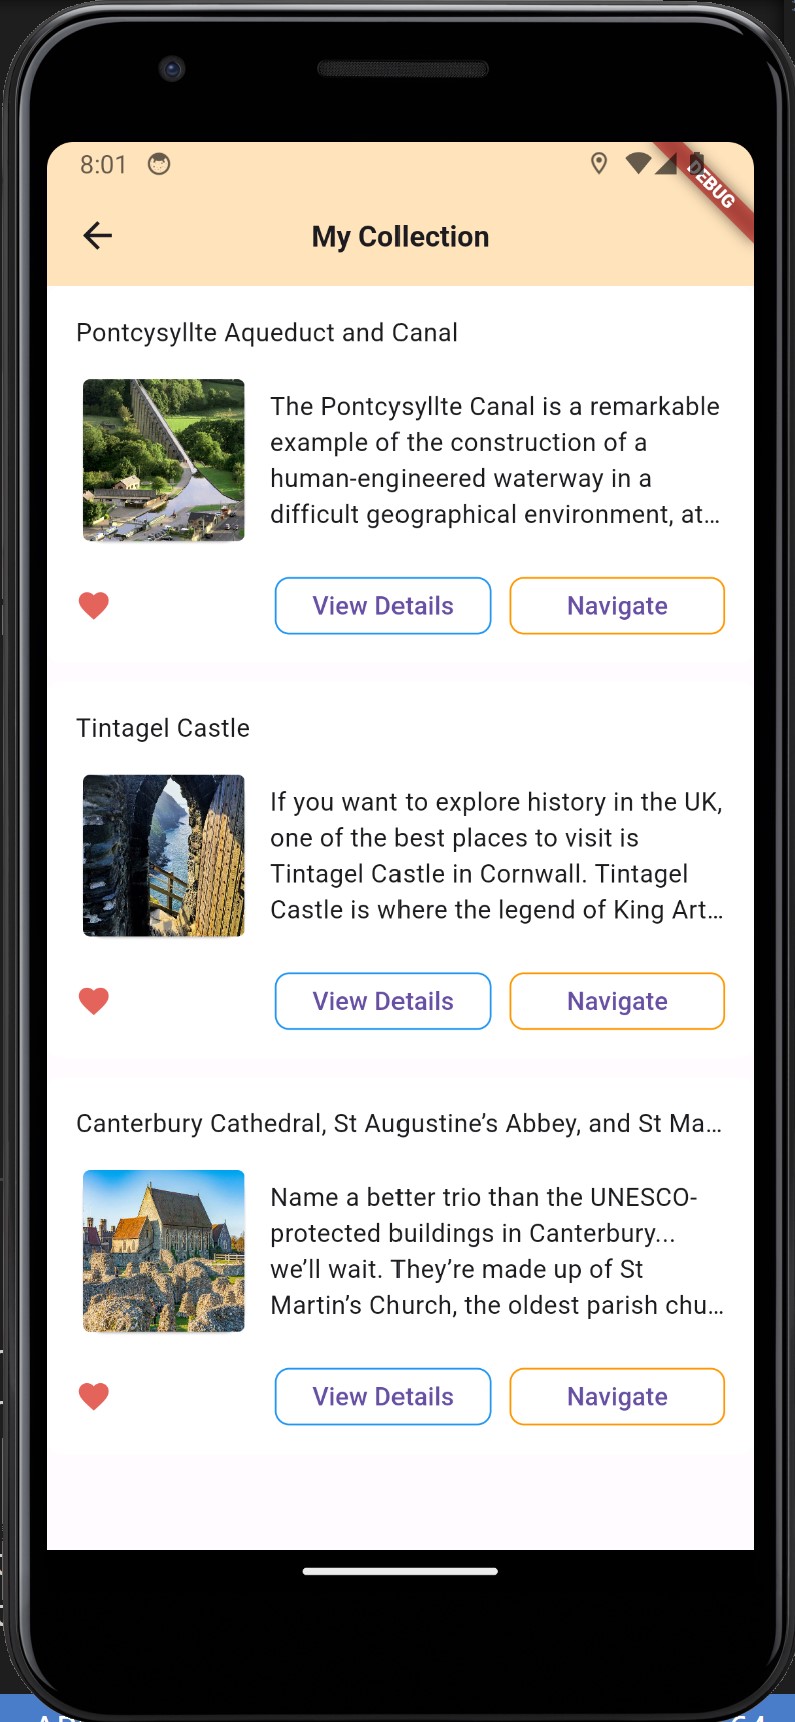 8:01
DEBUG
My Collection
Pontcysyllte Aqueduct and Canal
The Pontcysyllte Canal is a remarkable
example of the construction of a
human-engineered waterway in a
difficult geographical environment, at…
View Details
Navigate
Tintagel Castle
If you want to explore history in the UK,
one of the best places to visit is
Tintagel Castle in Cornwall. Tintagel
Castle is where the legend of King Art…
View Details
Navigate
Canterbury Cathedral, St Augustine’s Abbey, and St Ma…
Name a better trio than the UNESCO-
protected buildings in Canterbury...
we’ll wait. They’re made up of St
Martin’s Church, the oldest parish chu…
View Details
Navigate